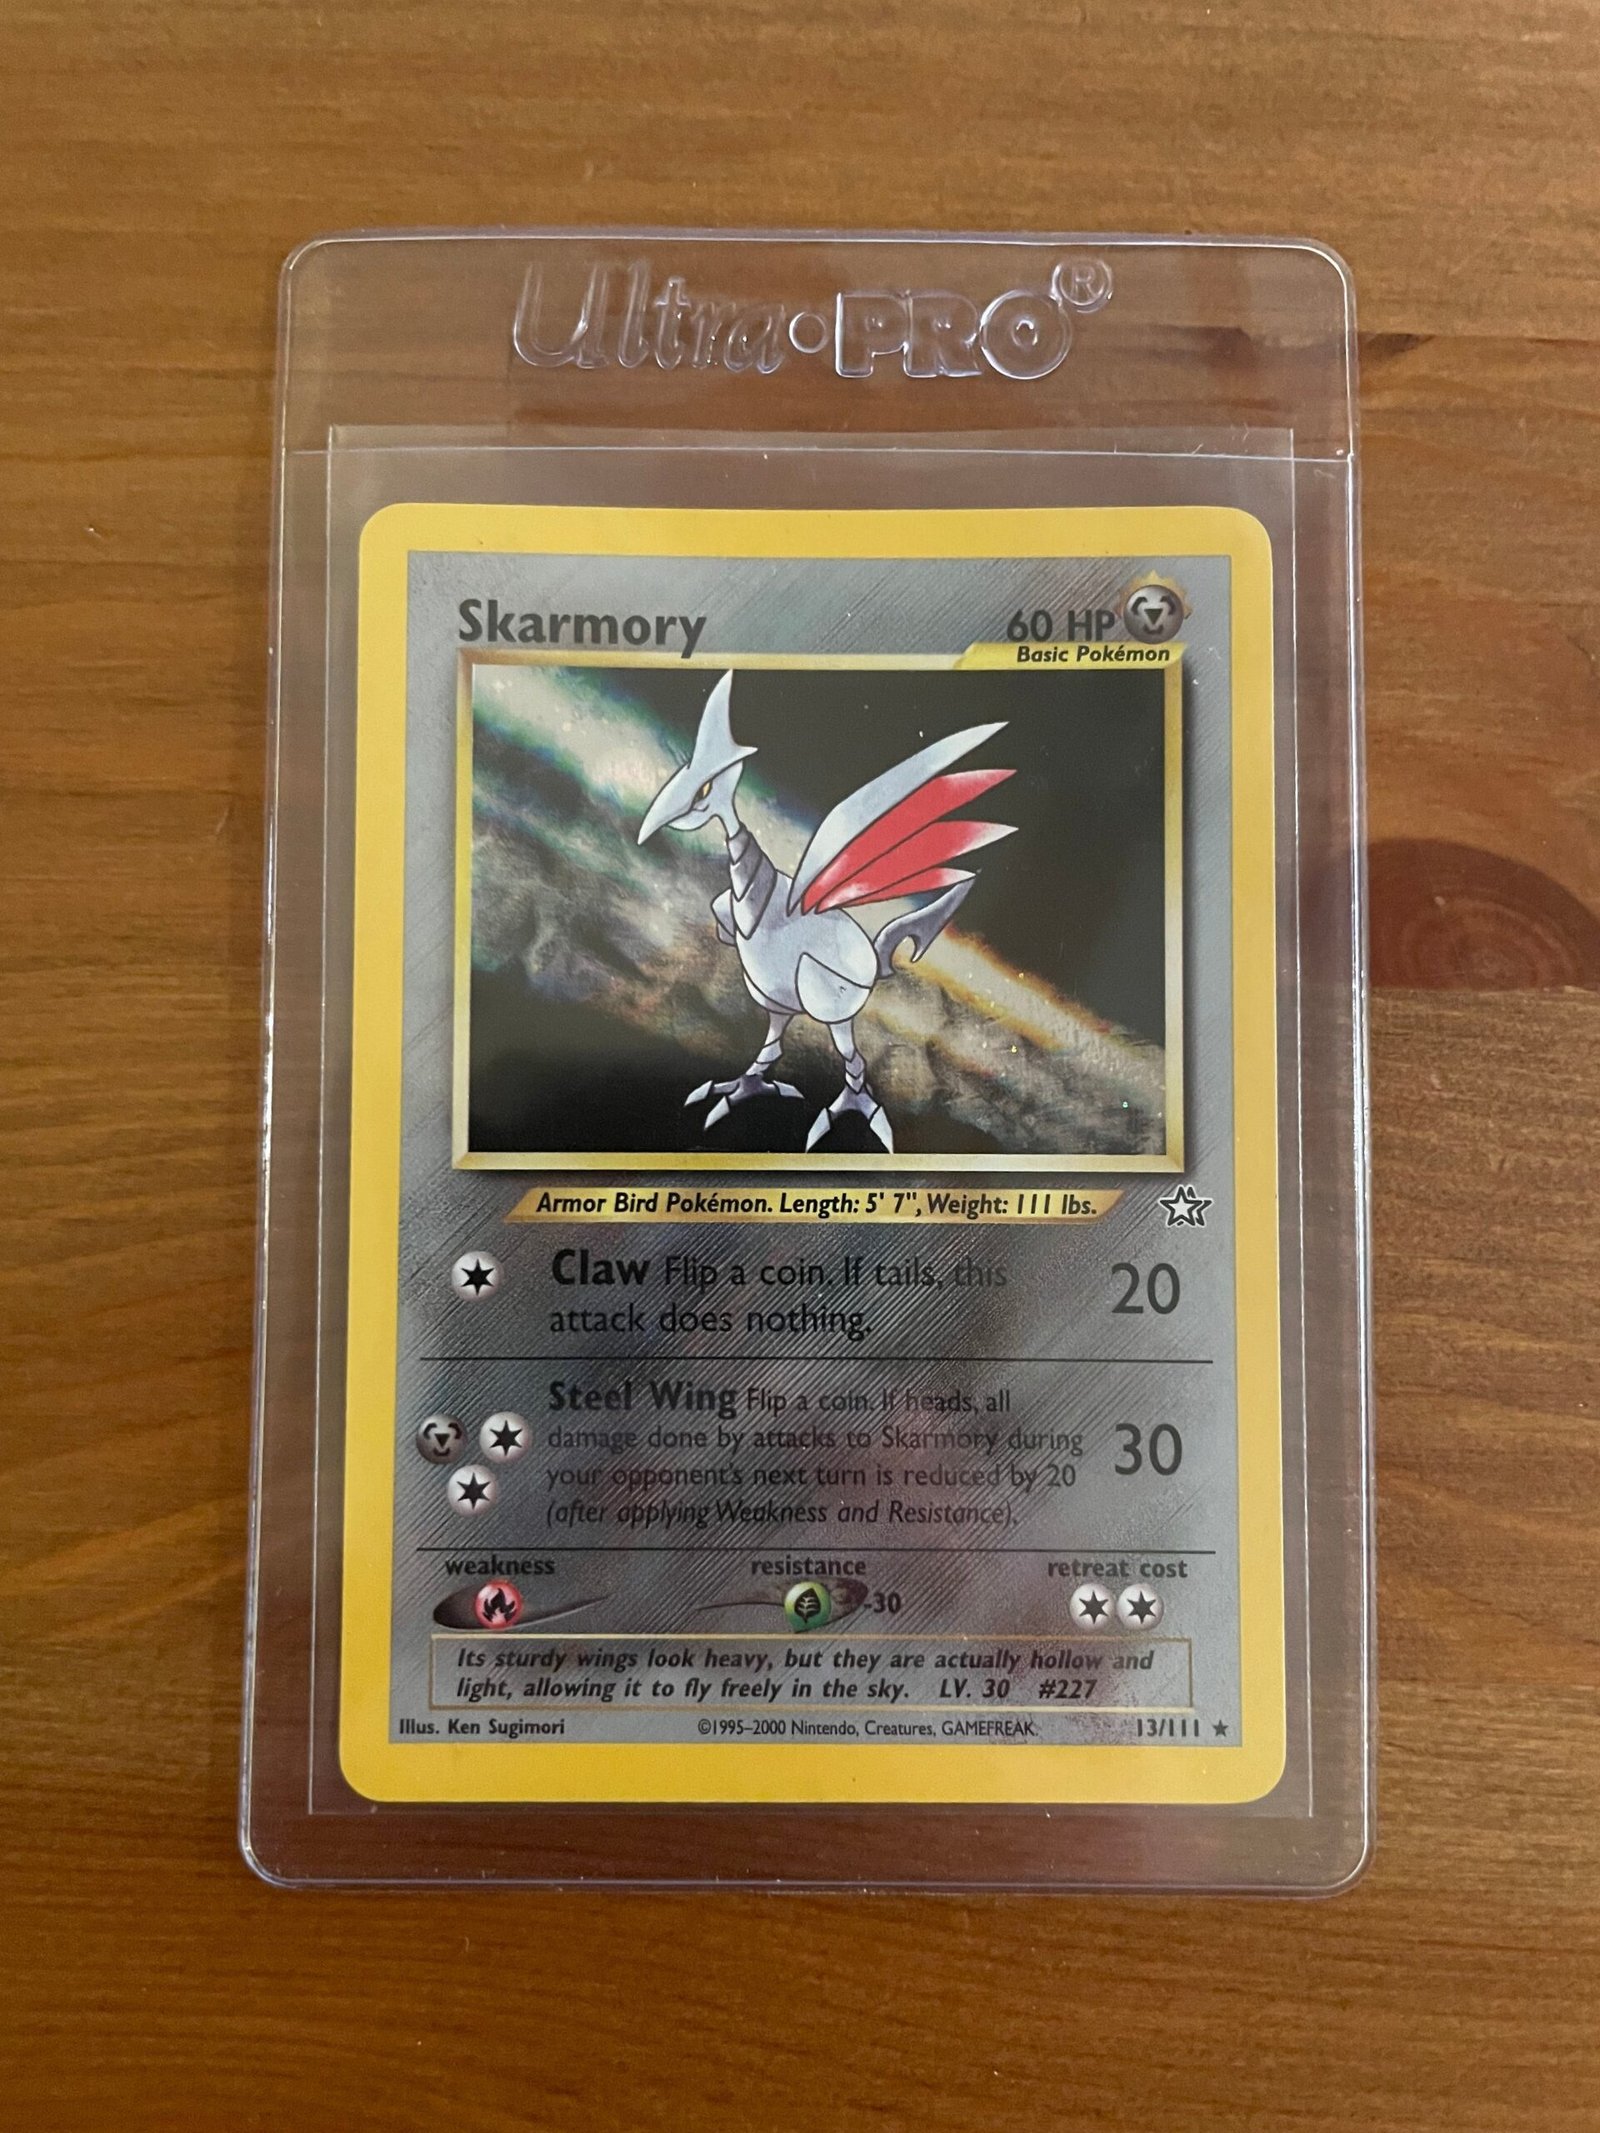 Ultra·PRO®
Skarmory 60 HP
Basic Pokémon
Armor Bird Pokémon. Length: 5' 7", Weight: 111 lbs.
Claw Flip a coin. If tails, this
attack does nothing.
20
Steel Wing Flip a coin. If heads, all
damage done by attacks to Skarmory during
your opponent's next turn is reduced by 20
(after applying Weakness and Resistance).
30
weakness resistance retreat cost
-30
Its sturdy wings look heavy, but they are actually hollow and
light, allowing it to fly freely in the sky. LV. 30 #227
Illus. Ken Sugimori ©1995–2000 Nintendo, Creatures, GAMEFREAK. 13/111 ★